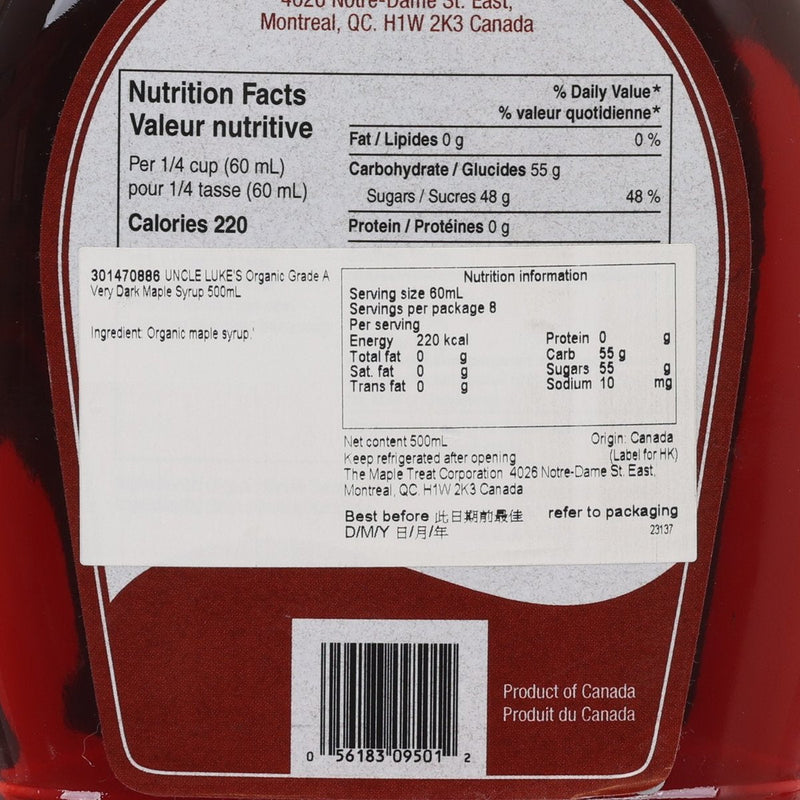 4026 Notre-Dame St. East,
Montreal, QC. H1W 2K3 Canada
Nutrition Facts
Valeur nutritive
Per 1/4 cup (60 mL)
pour 1/4 tasse (60 mL)
Calories 220
% Daily Value*
% valeur quotidienne*
Fat / Lipides 0 g 0 %
Carbohydrate / Glucides 55 g
Sugars / Sucres 48 g 48 %
Protein / Protéines 0 g
301470886 UNCLE LUKE'S Organic Grade A
Very Dark Maple Syrup 500mL
Ingredient: Organic maple syrup.
Nutrition information
Serving size 60mL
Servings per package 8
Per serving
Energy 220 kcal Protein 0 g
Total fat 0 g Carb 55 g
Sat. fat 0 g Sugars 55 g
Trans fat 0 g Sodium 10 mg
Net content 500mL Origin: Canada
Keep refrigerated after opening (Label for HK)
The Maple Treat Corporation 4026 Notre-Dame St. East,
Montreal, QC H1W 2K3 Canada
Best before 此日期前最佳 refer to packaging
D/M/Y 日/月/年 23137
0 56183 09501 2
Product of Canada
Produit du Canada